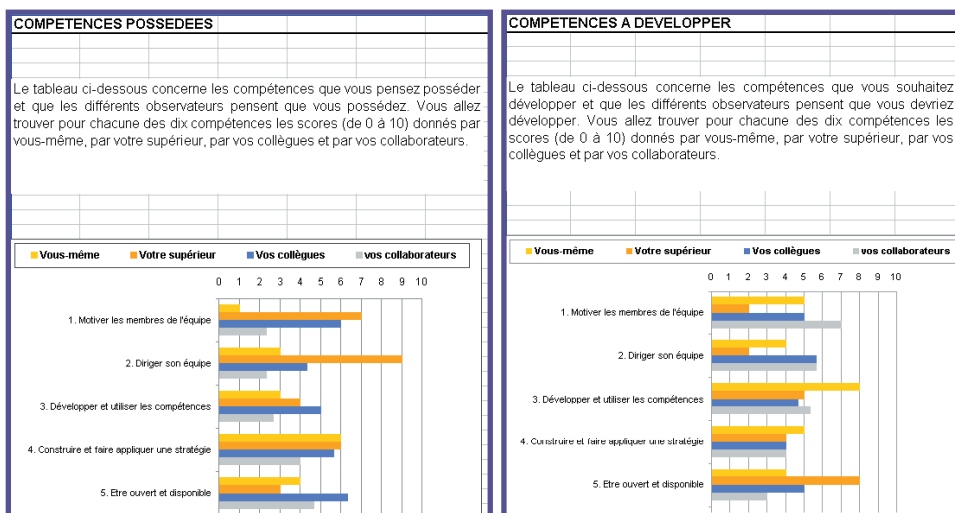 COMPETENCES POSSEDEES
Le tableau ci-dessous concerne les compétences que vous pensez posséder
et que les différents observateurs pensent que vous possédez. Vous allez
trouver pour chacune des dix compétences les scores (de 0 à 10) donnés par
vous-même, par votre supérieur, par vos collègues et par vos collaborateurs.
Vous-même Votre supérieur Vos collègues vos collaborateurs
0 1 2 3 4 5 6 7 8 9 10
1. Motiver les membres de l'équipe
2. Diriger son équipe
3. Développer et utiliser les compétences
4. Construire et faire appliquer une stratégie
5. Etre ouvert et disponible
COMPETENCES A DEVELOPPER
Le tableau ci-dessous concerne les compétences que vous souhaitez
développer et que les différents observateurs pensent que vous devriez
développer. Vous allez trouver pour chacune des dix compétences les
scores (de 0 à 10) donnés par vous-même, par votre supérieur, par vos
collègues et par vos collaborateurs.
Vous-même Votre supérieur Vos collègues vos collaborateurs
0 1 2 3 4 5 6 7 8 9 10
1. Motiver les membres de l'équipe
2. Diriger son équipe
3. Développer et utiliser les compétences
4. Construire et faire appliquer une stratégie
5. Etre ouvert et disponible